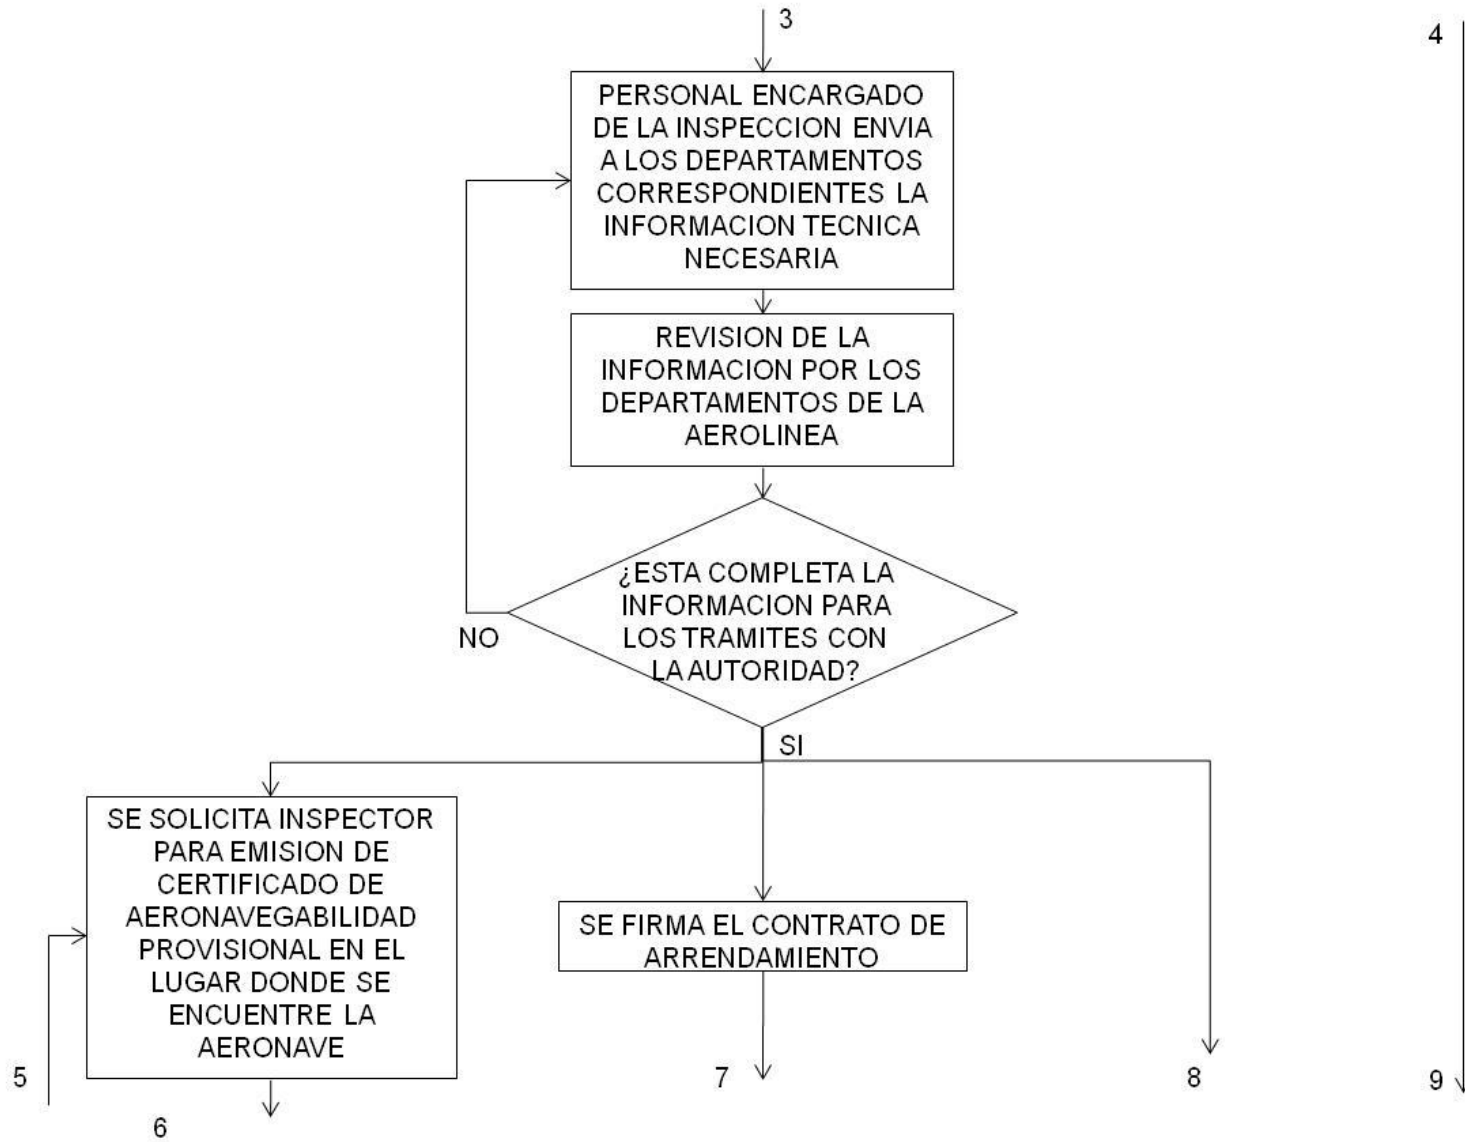 3
4
PERSONAL ENCARGADO
DE LA INSPECCION ENVIA
A LOS DEPARTAMENTOS
CORRESPONDIENTES LA
INFORMACION TECNICA
NECESARIA
REVISION DE LA
INFORMACION POR LOS
DEPARTAMENTOS DE LA
AEROLINEA
¿ESTA COMPLETA LA
INFORMACION PARA
LOS TRAMITES CON
LA AUTORIDAD?
NO
SI
SE SOLICITA INSPECTOR
PARA EMISION DE
CERTIFICADO DE
AERONAVEGABILIDAD
PROVISIONAL EN EL
LUGAR DONDE SE
ENCUENTRE LA
AERONAVE
SE FIRMA EL CONTRATO DE
ARRENDAMIENTO
5
6
7
8
9